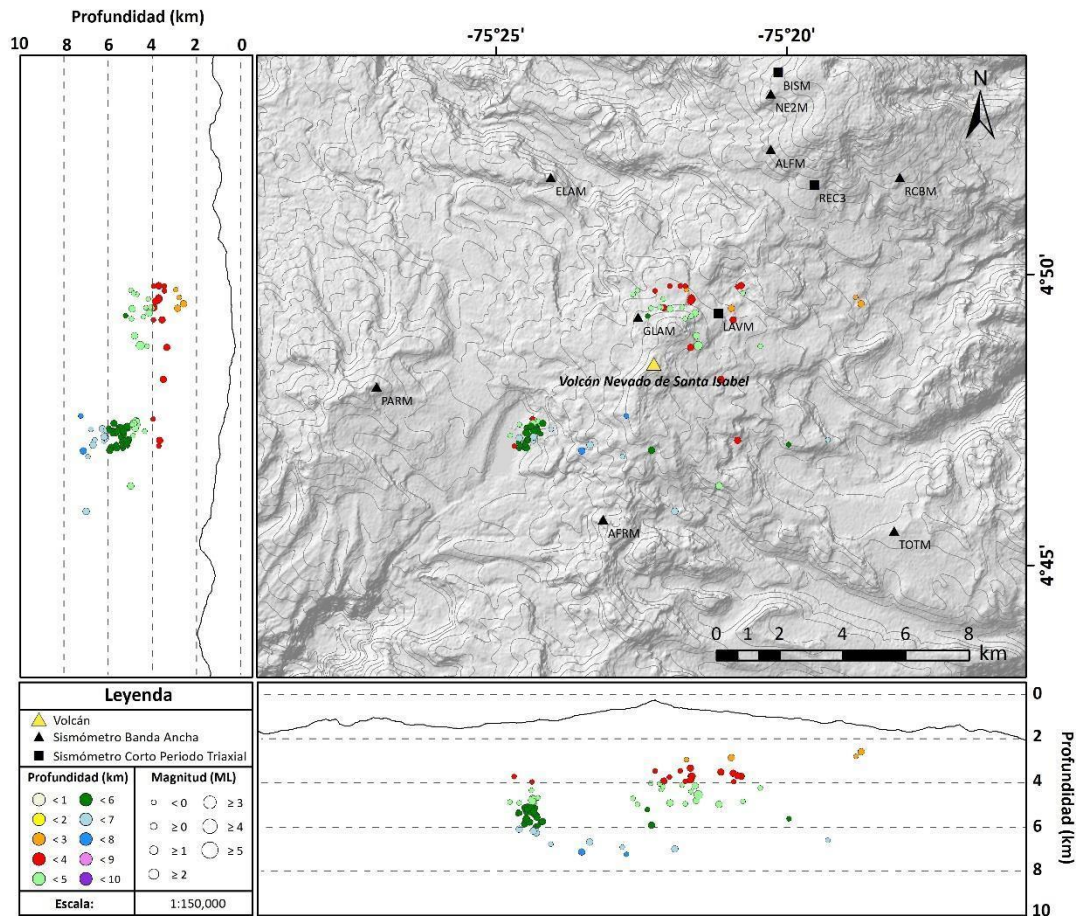 Profundidad (km)
10 8 6 4 2 0
-75°25' -75°20'
N
BISM
NE2M
ALFM
ELAM
REC3
RCBM
4°50'
GLAM
LAVM
Volcán Nevado de Santa Isabel
PARM
AFRM
TOTM
4°45'
0 1 2 4 6 8
km
Leyenda
Volcán
Sismómetro Banda Ancha
Sismómetro Corto Periodo Triaxial
Profundidad (km)
< 1 < 6
< 2 < 7
< 3 < 8
< 4 < 9
< 5 < 10
Magnitud (ML)
< 0 ≥ 3
≥ 0 ≥ 4
≥ 1 ≥ 5
≥ 2
Escala: 1:150,000
0
2
4
6
8
10
Profundidad (km)